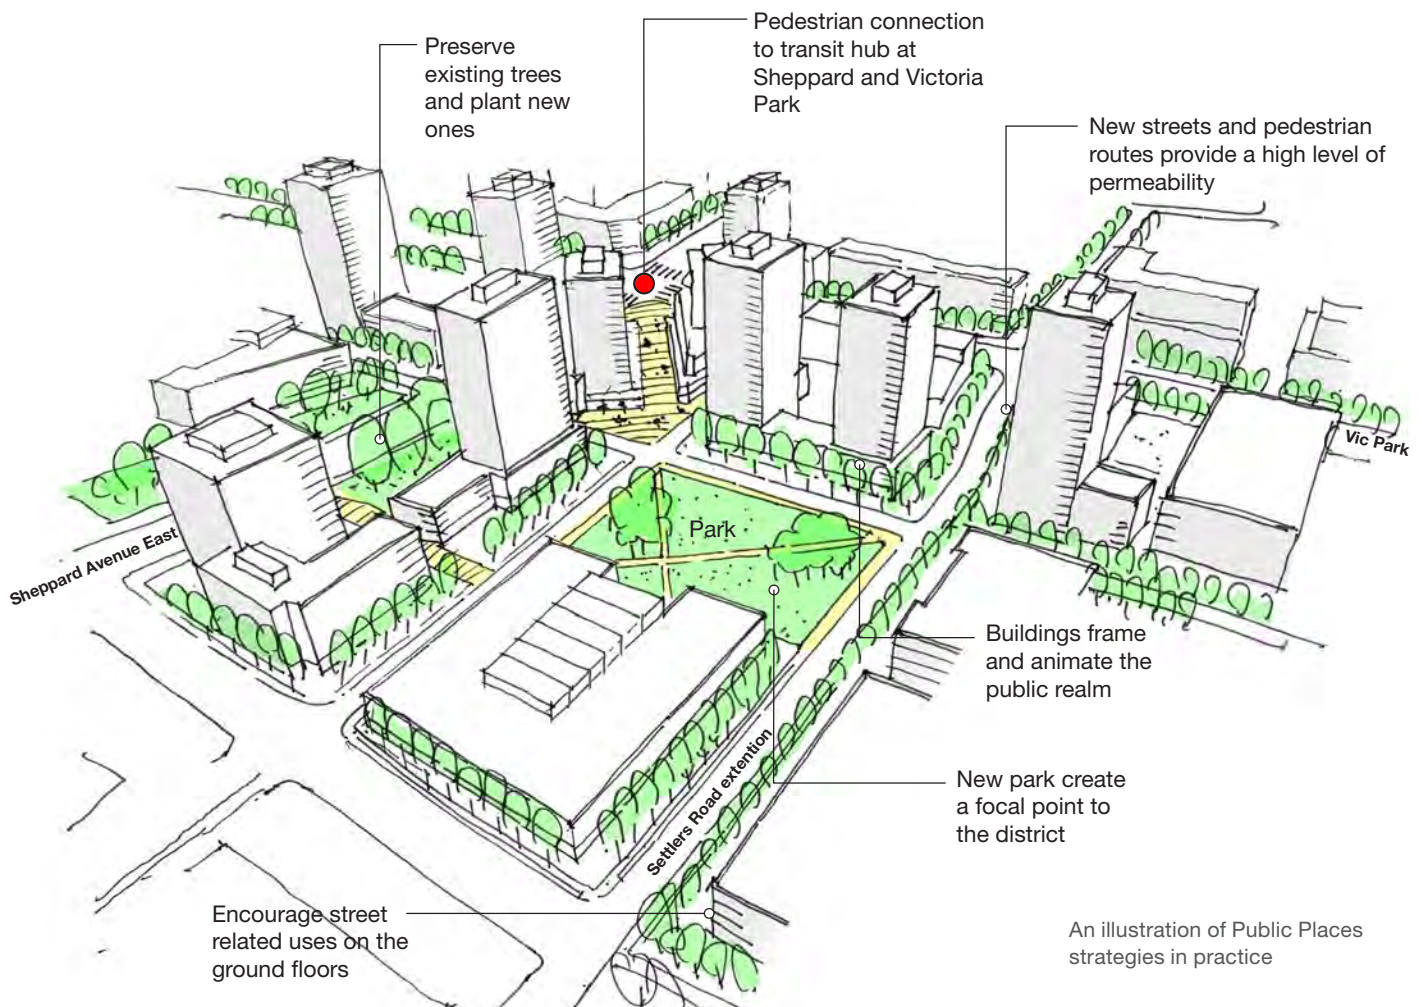 Pedestrian connection
to transit hub at
Sheppard and Victoria
Park
Preserve
existing trees
and plant new
ones
New streets and pedestrian
routes provide a high level of
permeability
Vic Park
Park
Sheppard Avenue East
Buildings frame
and animate the
public realm
New park create
a focal point to
the district
Settlers Road extention
Encourage street
related uses on the
ground floors
An illustration of Public Places
strategies in practice